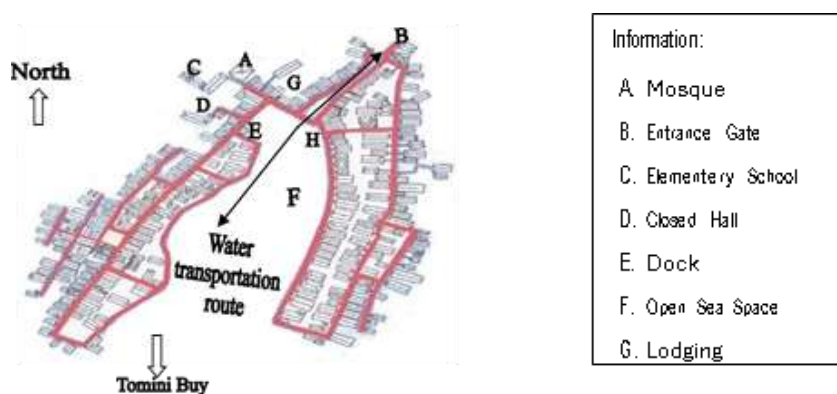 B
A
C
North
G
D
E
H
F
Water
transportation
route
Tomini Buy
Information:
A Mosque
B. Entrance Gate
C. Elementery School
D. Closed Hall
E. Dock
F. Open Sea Space
G. Lodging